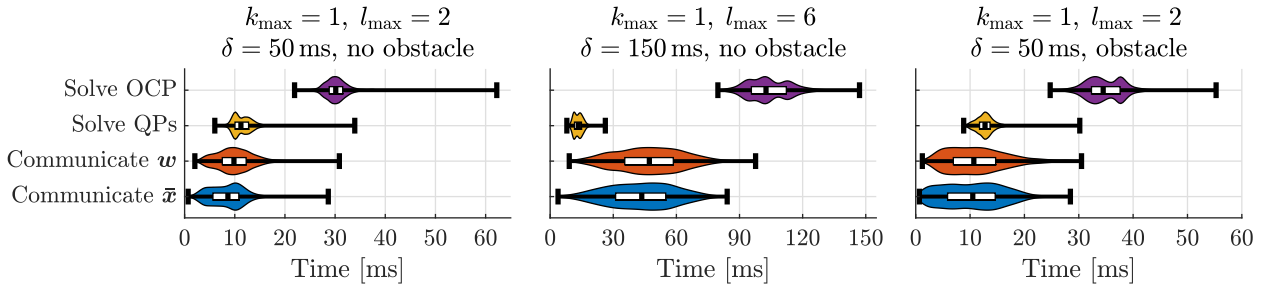 k_max = 1, l_max = 2
δ = 50 ms, no obstacle
k_max = 1, l_max = 6
δ = 150 ms, no obstacle
k_max = 1, l_max = 2
δ = 50 ms, obstacle
Solve OCP
Solve QPs
Communicate w
Communicate x̄
0 10 20 30 40 50 60
Time [ms]
0 30 60 90 120 150
Time [ms]
0 10 20 30 40 50 60
Time [ms]